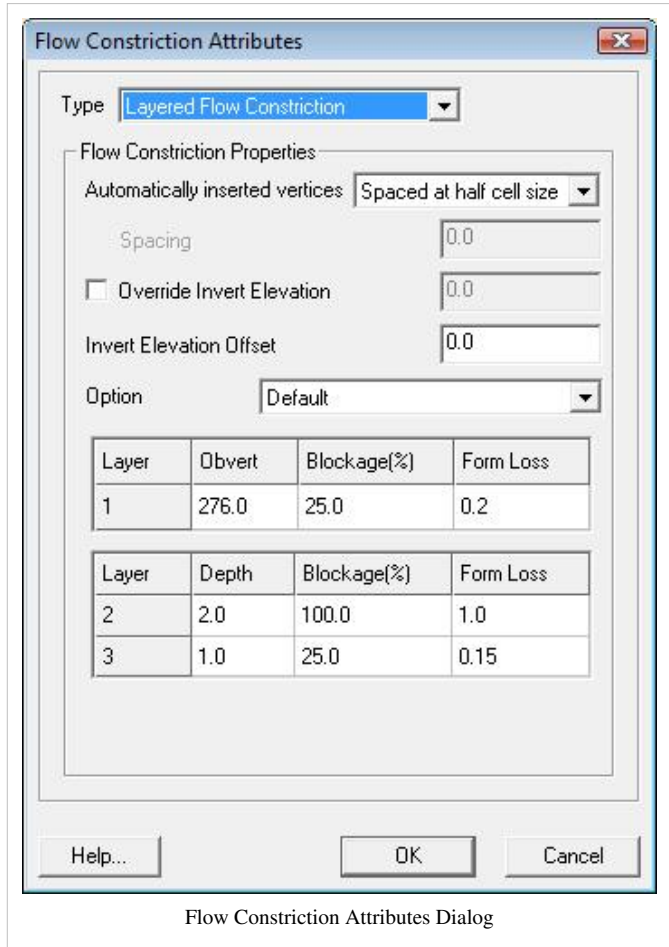 Flow Constriction Attributes
Type Layered Flow Constriction
Flow Constriction Properties
Automatically inserted vertices Spaced at half cell size
Spacing 0.0
Override Invert Elevation 0.0
Invert Elevation Offset 0.0
Option Default
Layer Obvert Blockage(%) Form Loss
1 276.0 25.0 0.2
Layer Depth Blockage(%) Form Loss
2 2.0 100.0 1.0
3 1.0 25.0 0.15
Help... OK Cancel
Flow Constriction Attributes Dialog